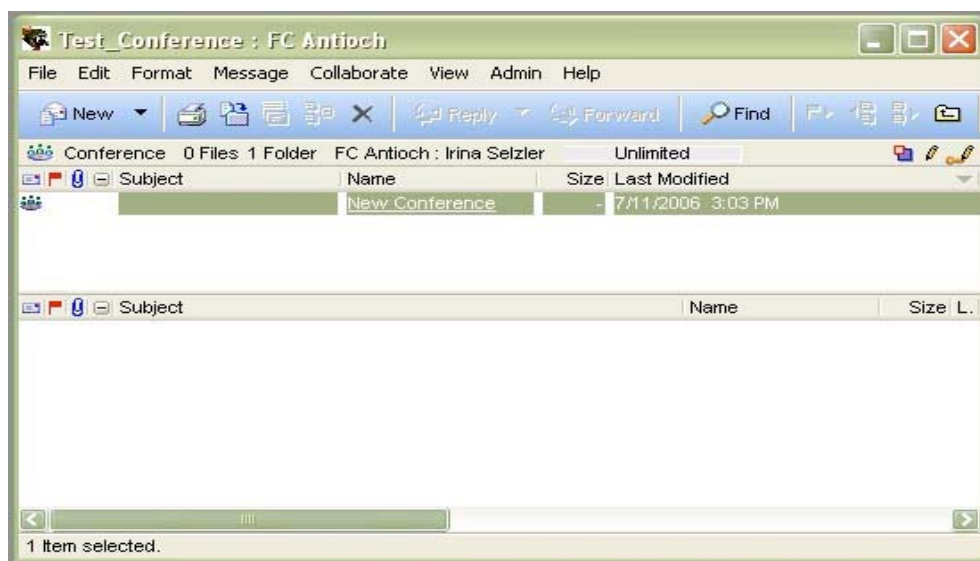 Test_Conference : FC Antioch
File Edit Format Message Collaborate View Admin Help
New Reply Forward Find
Conference 0 Files 1 Folder FC Antioch : Irina Selzler Unlimited
Subject Name Size Last Modified
New Conference - 7/11/2006 3:03 PM
Subject Name Size L.
1 Item selected.